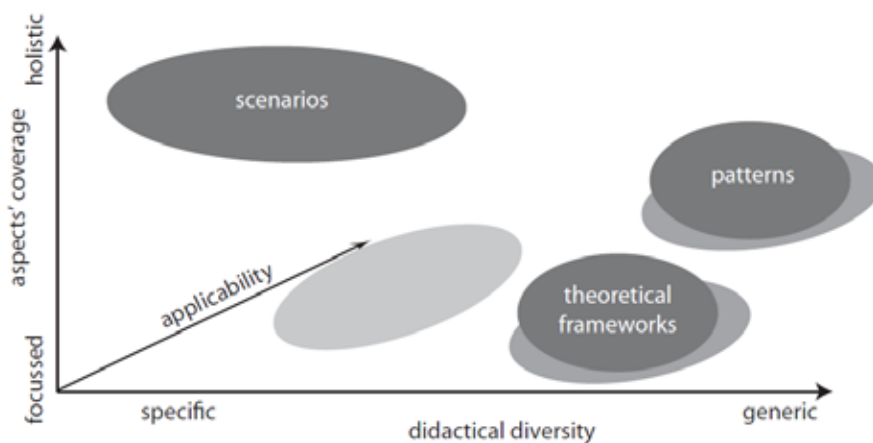 holistic
aspects' coverage
focussed
scenarios
patterns
applicability
theoretical
frameworks
specific
didactical diversity
generic